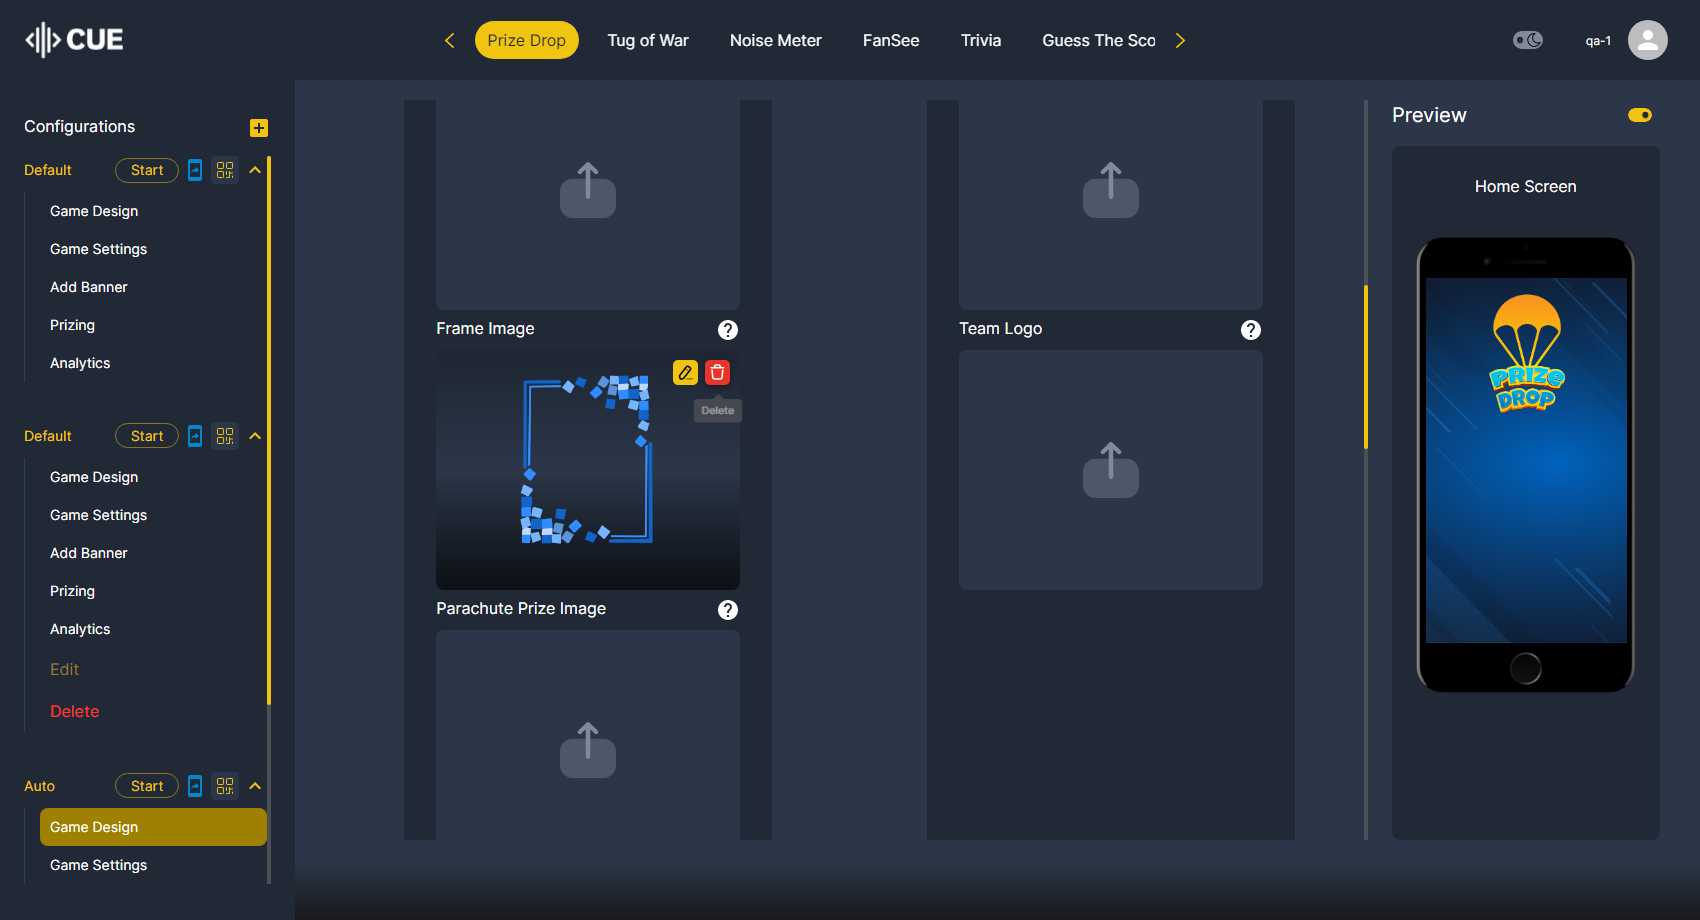 CUE
Prize Drop
Tug of War
Noise Meter
FanSee
Trivia
Guess The Sco
qa-1
Configurations
Default
Start
Game Design
Game Settings
Add Banner
Prizing
Analytics
Default
Start
Game Design
Game Settings
Add Banner
Prizing
Analytics
Edit
Delete
Auto
Start
Game Design
Game Settings
Frame Image
?
Delete
Parachute Prize Image
?
Team Logo
?
Preview
Home Screen
PRIZE
DROP